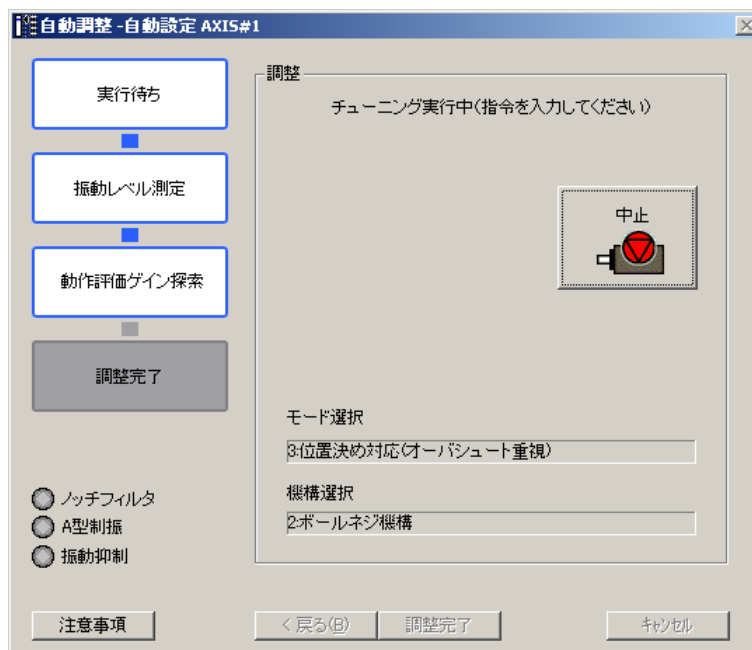 自動調整 -自動設定 AXIS#1
実行待ち
振動レベル測定
動作評価ゲイン探索
調整完了
ノッチフィルタ
A型制振
振動抑制
注意事項
調整
チューニング実行中(指令を入力してください)
中止
モード選択
3:位置決め対応(オーバシュート重視)
機構選択
2:ボールネジ機構
< 戻る(B)
調整完了
キャンセル